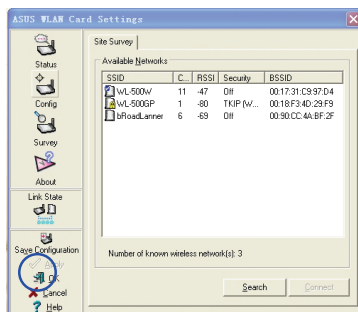 ASUS WLAN Card Settings
Status
Config
Survey
About
Link State
Save Configuration
Apply
OK
Cancel
Help
Site Survey
Available Networks
SSID C... RSSI Security BSSID
WL-500W 11 -47 Off 00:17:31:C9:97:D4
WL-500GP 1 -80 TKIP (W... 00:18:F3:4D:29:F9
bRoadLanner 6 -69 Off 00:90:CC:4A:BF:2F
Number of known wireless network(s): 3
Search Connect